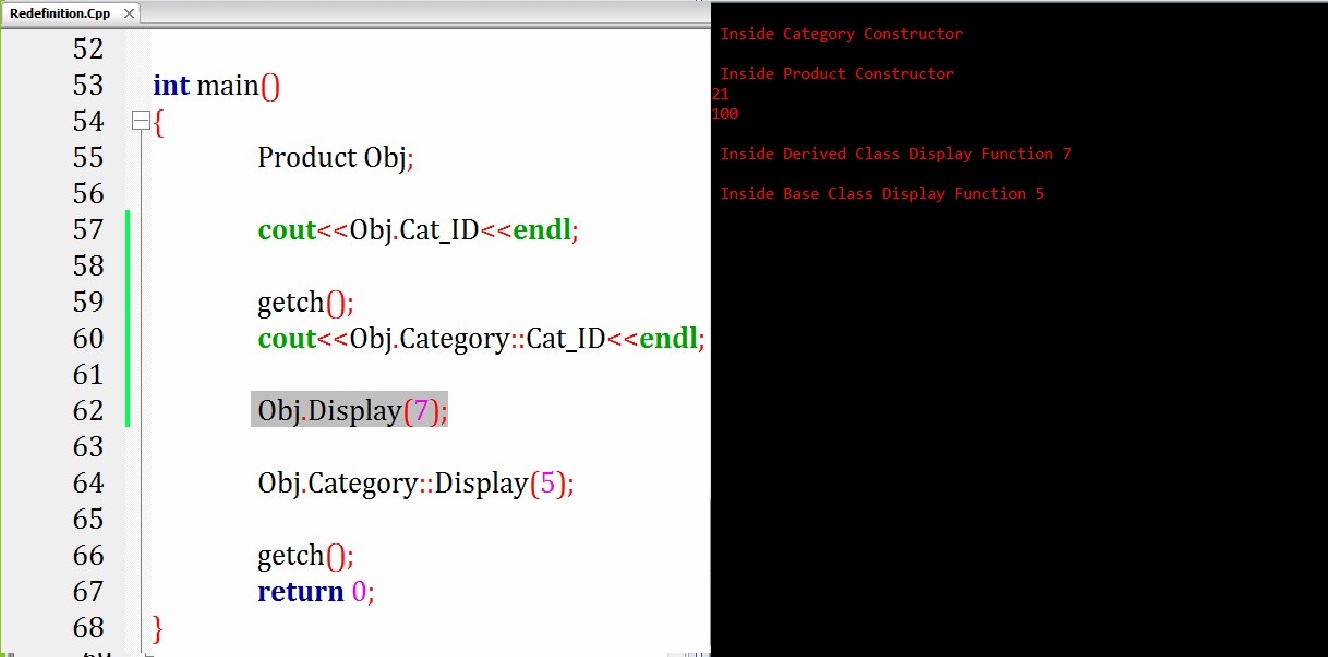 Redefinition.Cpp
52
53 int main()
54 {
55 Product Obj;
56
57 cout<<Obj.Cat_ID<<endl;
58
59 getch();
60 cout<<Obj.Category::Cat_ID<<endl;
61
62 Obj.Display(7);
63
64 Obj.Category::Display(5);
65
66 getch();
67 return 0;
68 }
Inside Category Constructor
Inside Product Constructor
21
100
Inside Derived Class Display Function 7
Inside Base Class Display Function 5